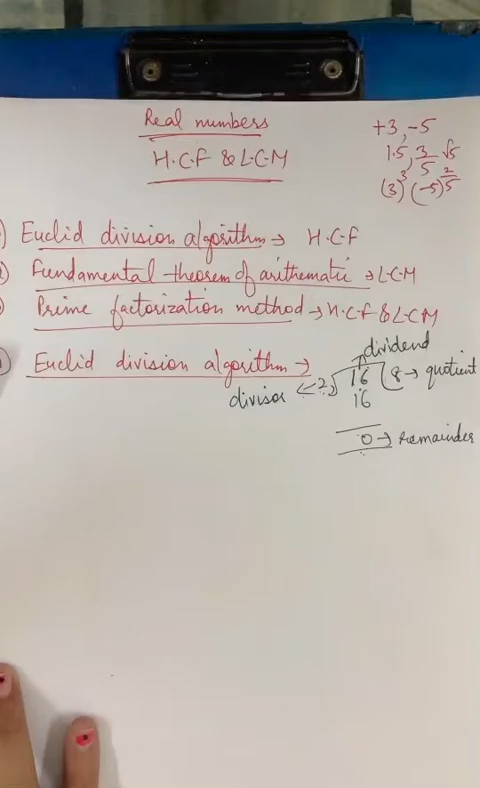 Real numbers
H.C.F & L.C.M
+3, -5
1.5, 3/5, √5
(3)³ (-5)^2/5
) Euclid division algorithm → H.C.F
) Fundamental theorem of arithematic → L.C.M
) Prime factorization method → H.C.F & L.C.M
) Euclid division algorithm →
dividend
divisor ← 2) 16 (8 → quotient
16
0 → Remainder